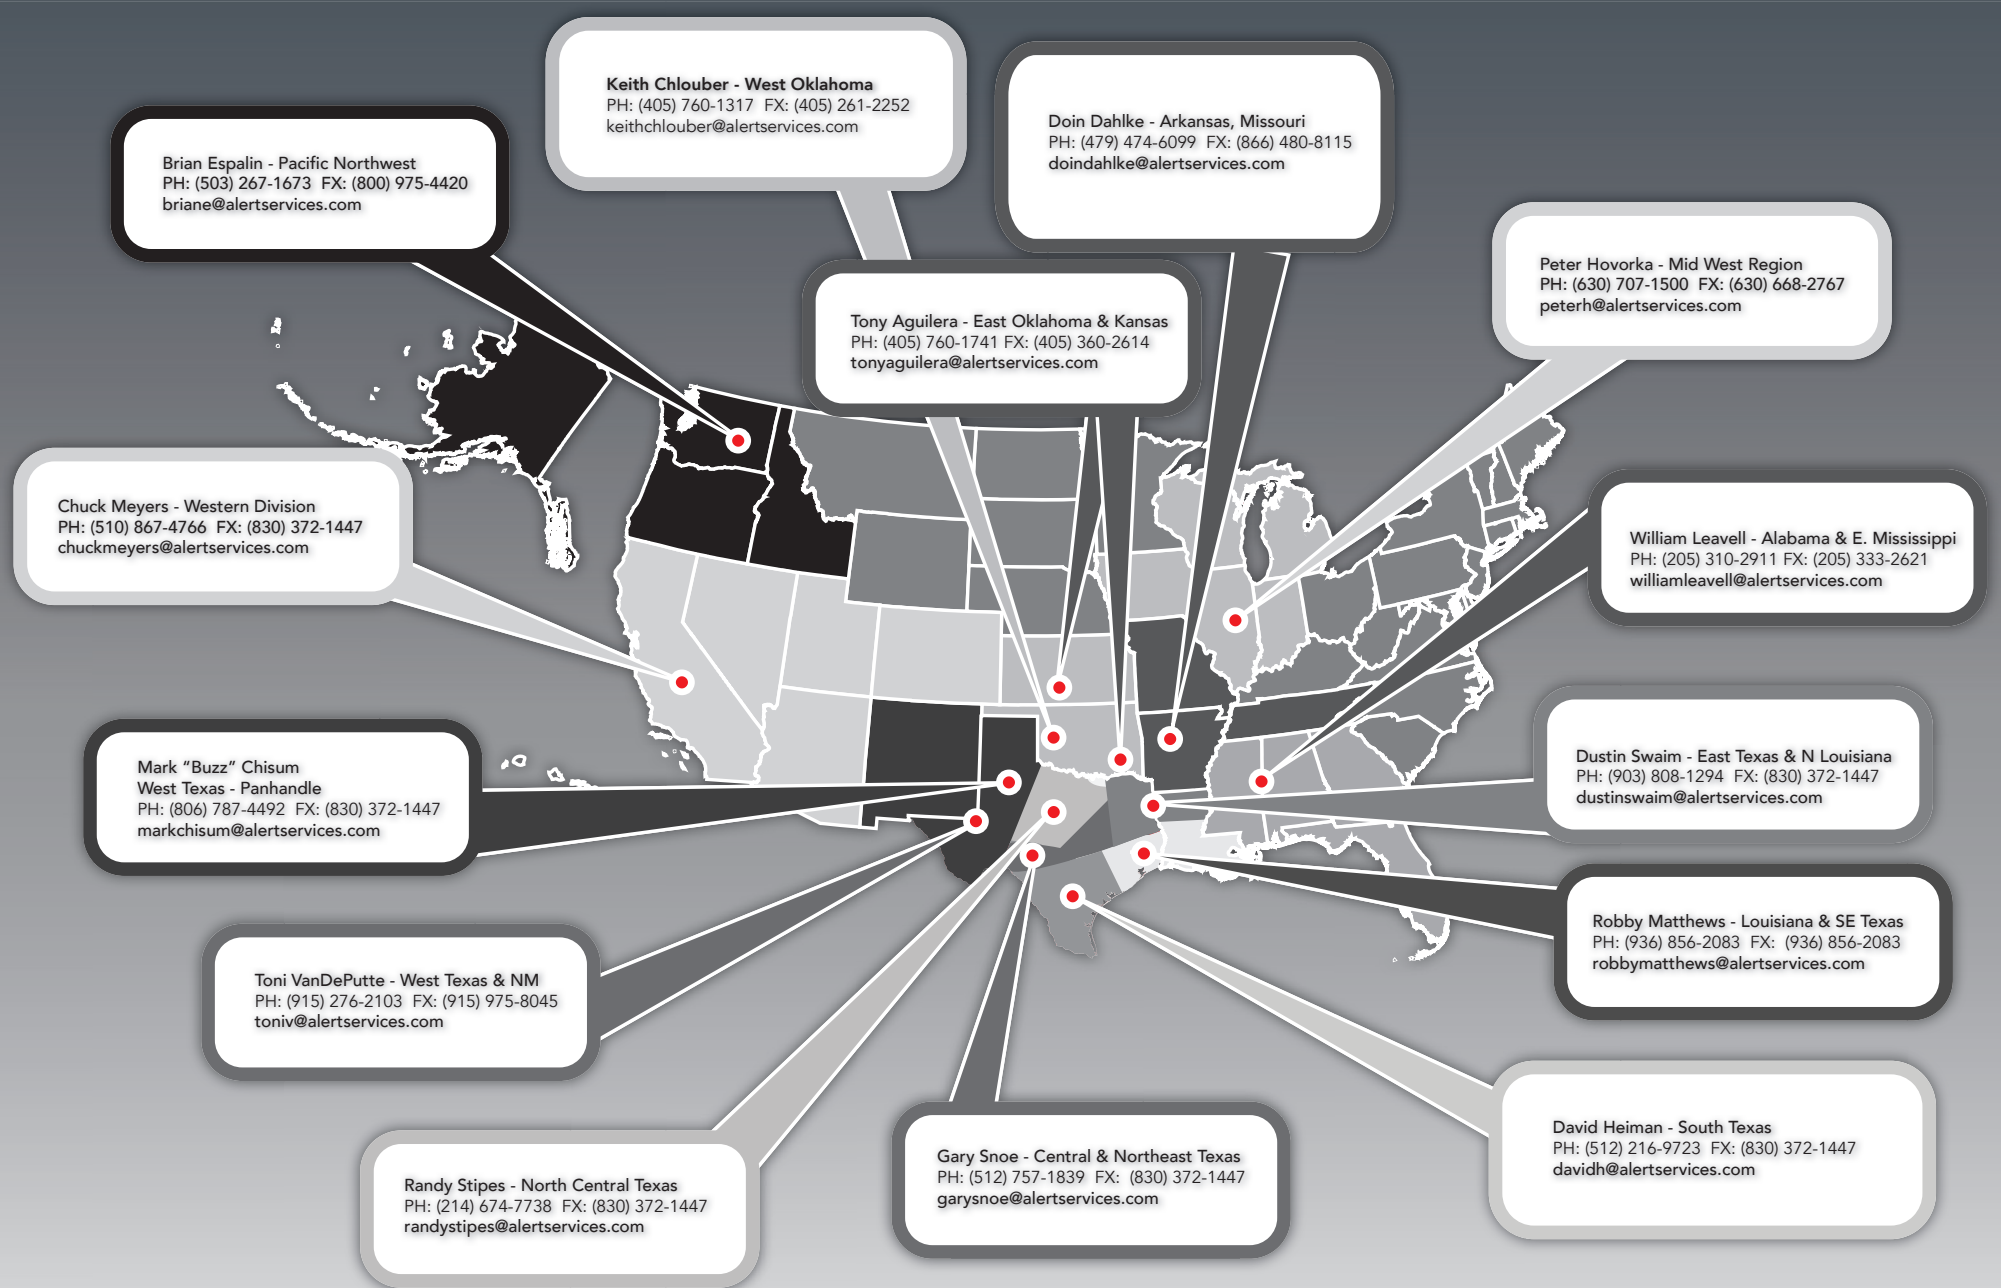 Keith Chlouber - West Oklahoma
PH: (405) 760-1317  FX: (405) 261-2252
keithchlouber@alertservices.com
Doin Dahlke - Arkansas, Missouri
PH: (479) 474-6099  FX: (866) 480-8115
doindahlke@alertservices.com
Brian Espalin - Pacific Northwest
PH: (503) 267-1673  FX: (800) 975-4420
briane@alertservices.com
Peter Hovorka - Mid West Region
PH: (630) 707-1500  FX: (630) 668-2767
peterh@alertservices.com
Tony Aguilera - East Oklahoma & Kansas
PH: (405) 760-1741 FX: (405) 360-2614
tonyaguilera@alertservices.com
Chuck Meyers - Western Division
PH: (510) 867-4766  FX: (830) 372-1447
chuckmeyers@alertservices.com
William Leavell - Alabama & E. Mississippi
PH: (205) 310-2911 FX: (205) 333-2621
williamleavell@alertservices.com
Mark “Buzz” Chisum
West Texas - Panhandle
PH: (806) 787-4492  FX: (830) 372-1447
markchisum@alertservices.com
Dustin Swaim - East Texas & N Louisiana
PH: (903) 808-1294  FX: (830) 372-1447
dustinswaim@alertservices.com
Robby Matthews - Louisiana & SE Texas
PH: (936) 856-2083  FX:  (936) 856-2083
robbymatthews@alertservices.com
Toni VanDePutte - West Texas & NM
PH: (915) 276-2103  FX: (915) 975-8045
toniv@alertservices.com
David Heiman - South Texas
PH: (512) 216-9723  FX: (830) 372-1447
davidh@alertservices.com
Gary Snoe - Central & Northeast Texas
PH: (512) 757-1839  FX:  (830) 372-1447
garysnoe@alertservices.com
Randy Stipes - North Central Texas
PH: (214) 674-7738  FX: (830) 372-1447
randystipes@alertservices.com